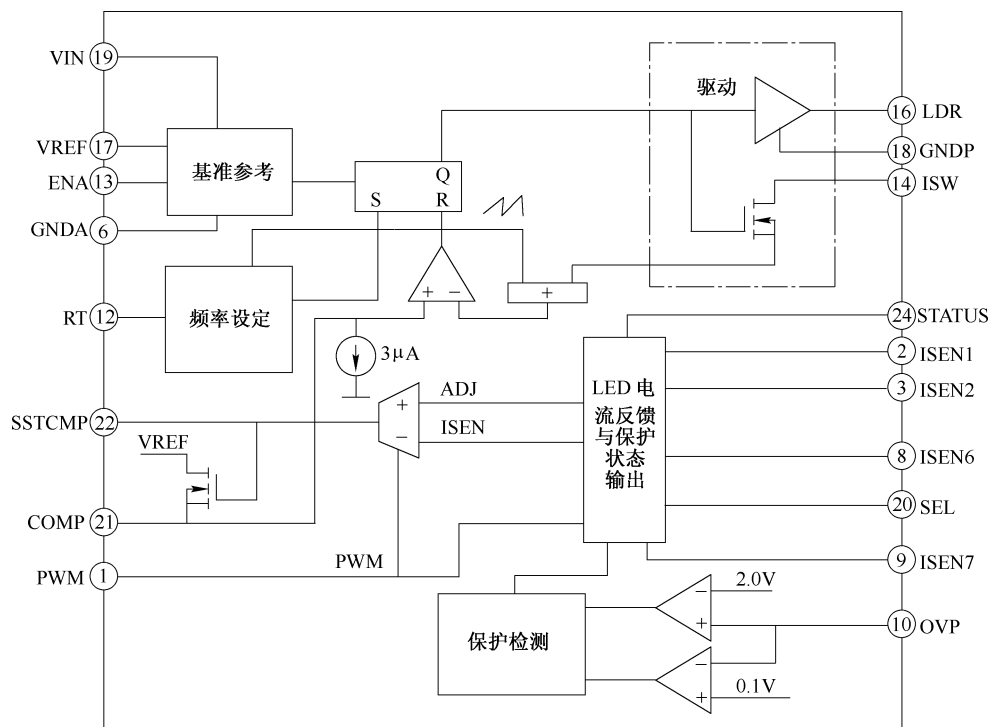 VIN 19
VREF 17
ENA 13
GNDA 6
RT 12
SSTCMP 22
VREF
COMP 21
PWM 1
基准参考
频率设定
S
Q
R
+ −
+
3μA
+
−
ADJ
ISEN
PWM
驱动
16 LDR
18 GNDP
14 ISW
24 STATUS
2 ISEN1
3 ISEN2
8 ISEN6
20 SEL
9 ISEN7
10 OVP
LED 电
流反馈
与保护
状态
输出
保护检测
− 2.0V
+
−
+ 0.1V